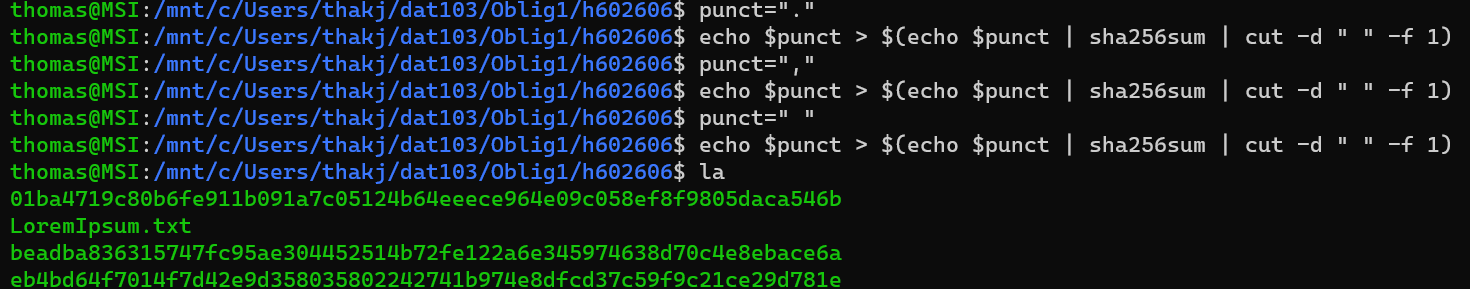 thomas@MSI:/mnt/c/Users/thakj/dat103/Oblig1/h602606$ punct="."
thomas@MSI:/mnt/c/Users/thakj/dat103/Oblig1/h602606$ echo $punct > $(echo $punct | sha256sum | cut -d " " -f 1)
thomas@MSI:/mnt/c/Users/thakj/dat103/Oblig1/h602606$ punct=","
thomas@MSI:/mnt/c/Users/thakj/dat103/Oblig1/h602606$ echo $punct > $(echo $punct | sha256sum | cut -d " " -f 1)
thomas@MSI:/mnt/c/Users/thakj/dat103/Oblig1/h602606$ punct=" "
thomas@MSI:/mnt/c/Users/thakj/dat103/Oblig1/h602606$ echo $punct > $(echo $punct | sha256sum | cut -d " " -f 1)
thomas@MSI:/mnt/c/Users/thakj/dat103/Oblig1/h602606$ la
01ba4719c80b6fe911b091a7c05124b64eeece964e09c058ef8f9805daca546b
LoremIpsum.txt
beadba836315747fc95ae304452514b72fe122a6e345974638d70c4e8ebace6a
eb4bd64f7014f7d42e9d358035802242741b974e8dfcd37c59f9c21ce29d781e